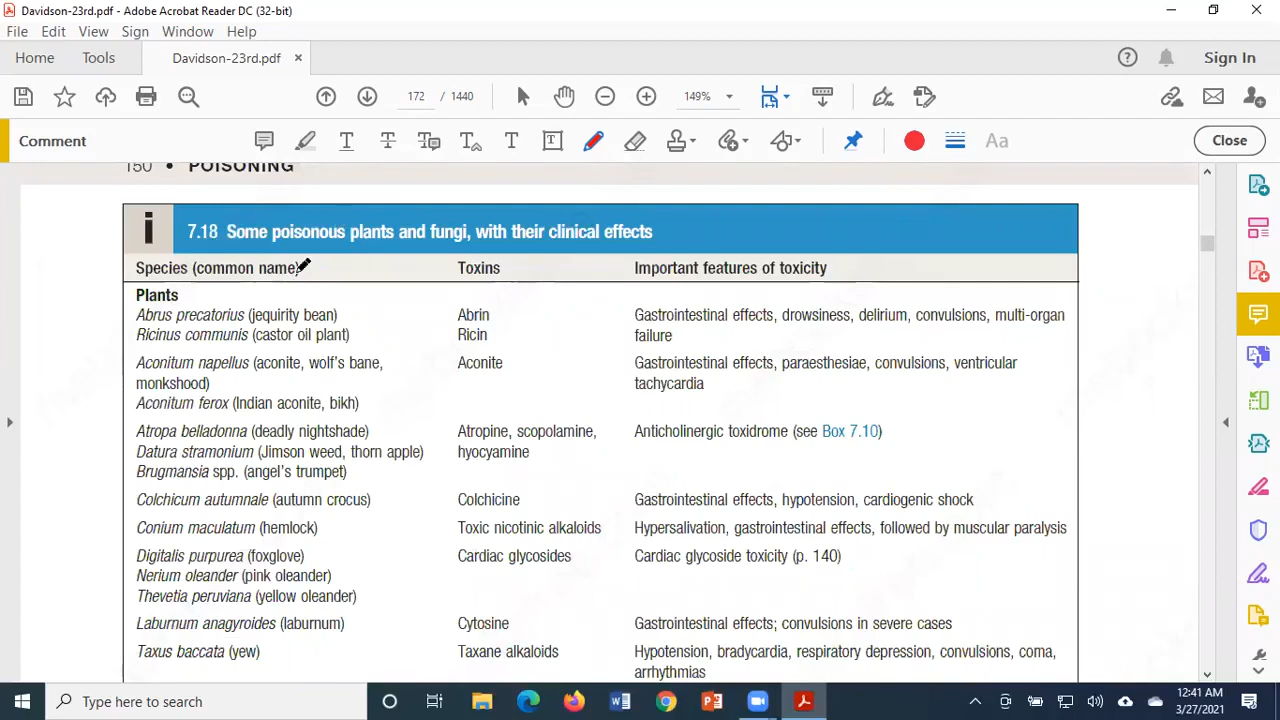 Davidson-23rd.pdf - Adobe Acrobat Reader DC (32-bit)
File Edit View Sign Window Help
Home Tools Davidson-23rd.pdf × Sign In
172 / 1440 149%
Comment Aa Close
150 • POISONING
i 7.18 Some poisonous plants and fungi, with their clinical effects
Species (common name) Toxins Important features of toxicity
Plants
Abrus precatorius (jequirity bean) Abrin Gastrointestinal effects, drowsiness, delirium, convulsions, multi-organ
Ricinus communis (castor oil plant) Ricin failure
Aconitum napellus (aconite, wolf's bane, Aconite Gastrointestinal effects, paraesthesiae, convulsions, ventricular
monkshood) tachycardia
Aconitum ferox (Indian aconite, bikh)
Atropa belladonna (deadly nightshade) Atropine, scopolamine, Anticholinergic toxidrome (see Box 7.10)
Datura stramonium (Jimson weed, thorn apple) hyocyamine
Brugmansia spp. (angel's trumpet)
Colchicum autumnale (autumn crocus) Colchicine Gastrointestinal effects, hypotension, cardiogenic shock
Conium maculatum (hemlock) Toxic nicotinic alkaloids Hypersalivation, gastrointestinal effects, followed by muscular paralysis
Digitalis purpurea (foxglove) Cardiac glycosides Cardiac glycoside toxicity (p. 140)
Nerium oleander (pink oleander)
Thevetia peruviana (yellow oleander)
Laburnum anagyroides (laburnum) Cytosine Gastrointestinal effects; convulsions in severe cases
Taxus baccata (yew) Taxane alkaloids Hypotension, bradycardia, respiratory depression, convulsions, coma,
arrhythmias
Type here to search 12:41 AM
3/27/2021